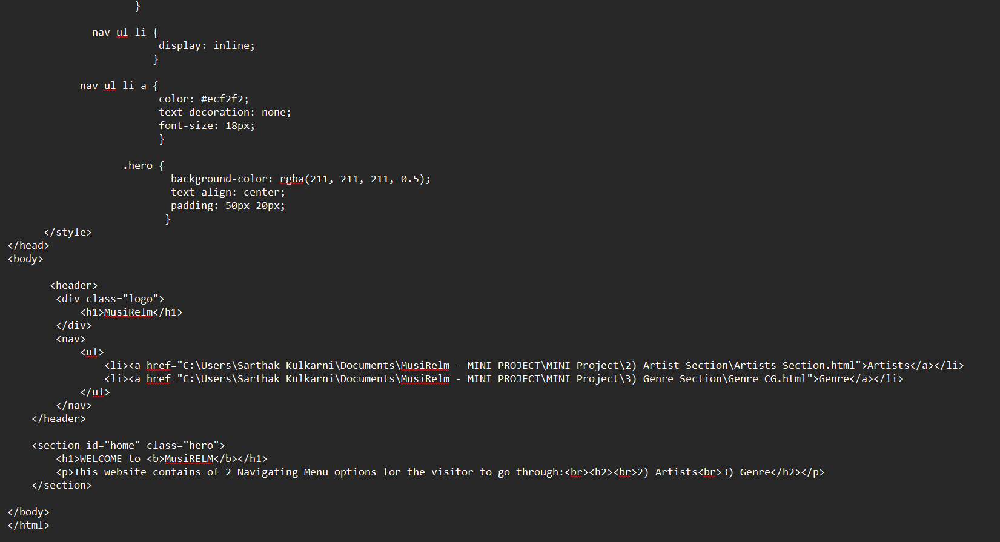 }
nav ul li {
display: inline;
}
nav ul li a {
color: #ecf2f2;
text-decoration: none;
font-size: 18px;
}
.hero {
background-color: rgba(211, 211, 211, 0.5);
text-align: center;
padding: 50px 20px;
}
</style>
</head>
<body>
<header>
<div class="logo">
<h1>MusiRelm</h1>
</div>
<nav>
<ul>
<li><a href="C:\Users\Sarthak Kulkarni\Documents\MusiRelm - MINI PROJECT\MINI Project\2) Artist Section\Artists Section.html">Artists</a></li>
<li><a href="C:\Users\Sarthak Kulkarni\Documents\MusiRelm - MINI PROJECT\MINI Project\3) Genre Section\Genre CG.html">Genre</a></li>
</ul>
</nav>
</header>
<section id="home" class="hero">
<h1>WELCOME to <b>MusiRELM</b></h1>
<p>This website contains of 2 Navigating Menu options for the visitor to go through:<br><h2><br>2) Artists<br>3) Genre</h2></p>
</section>
</body>
</html>